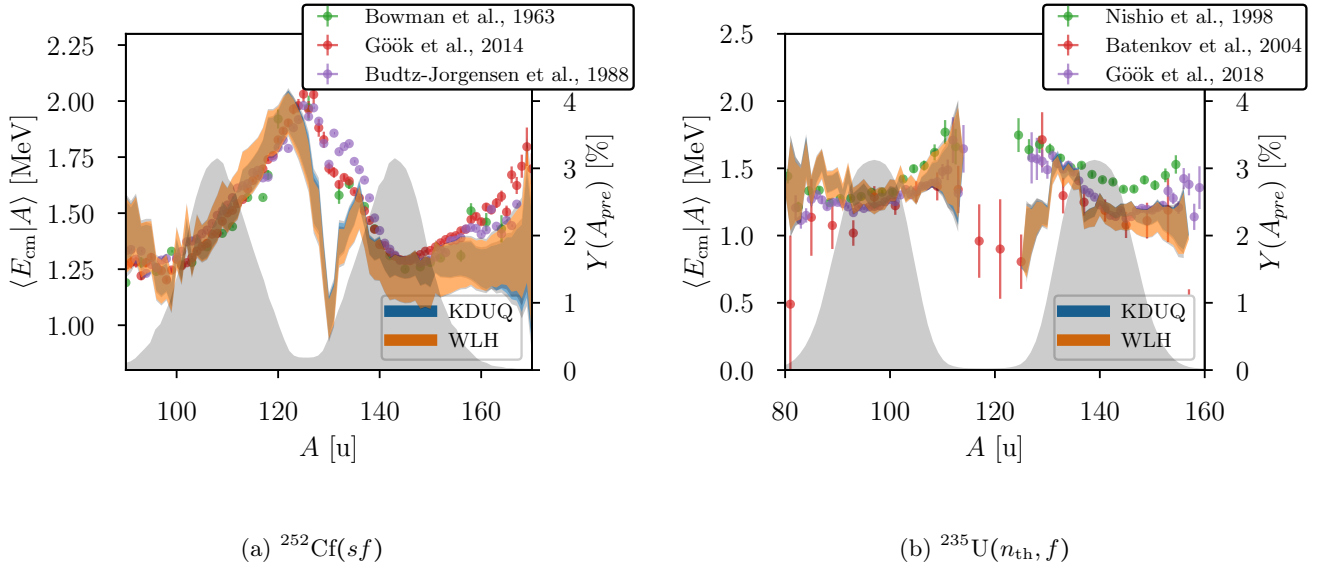 Bowman et al., 1963
Göök et al., 2014
Budtz-Jorgensen et al., 1988
2.25
2.00
1.75
1.50
1.25
1.00
⟨E_cm|A⟩ [MeV]
4
3
2
1
0
Y(A_pre) [%]
KDUQ
WLH
100 120 140 160
A [u]
(a) ²⁵²Cf(sf)
Nishio et al., 1998
Batenkov et al., 2004
Göök et al., 2018
2.5
2.0
1.5
1.0
0.5
0.0
⟨E_cm|A⟩ [MeV]
4
3
2
1
0
Y(A_pre) [%]
KDUQ
WLH
80 100 120 140 160
A [u]
(b) ²³⁵U(n_th, f)